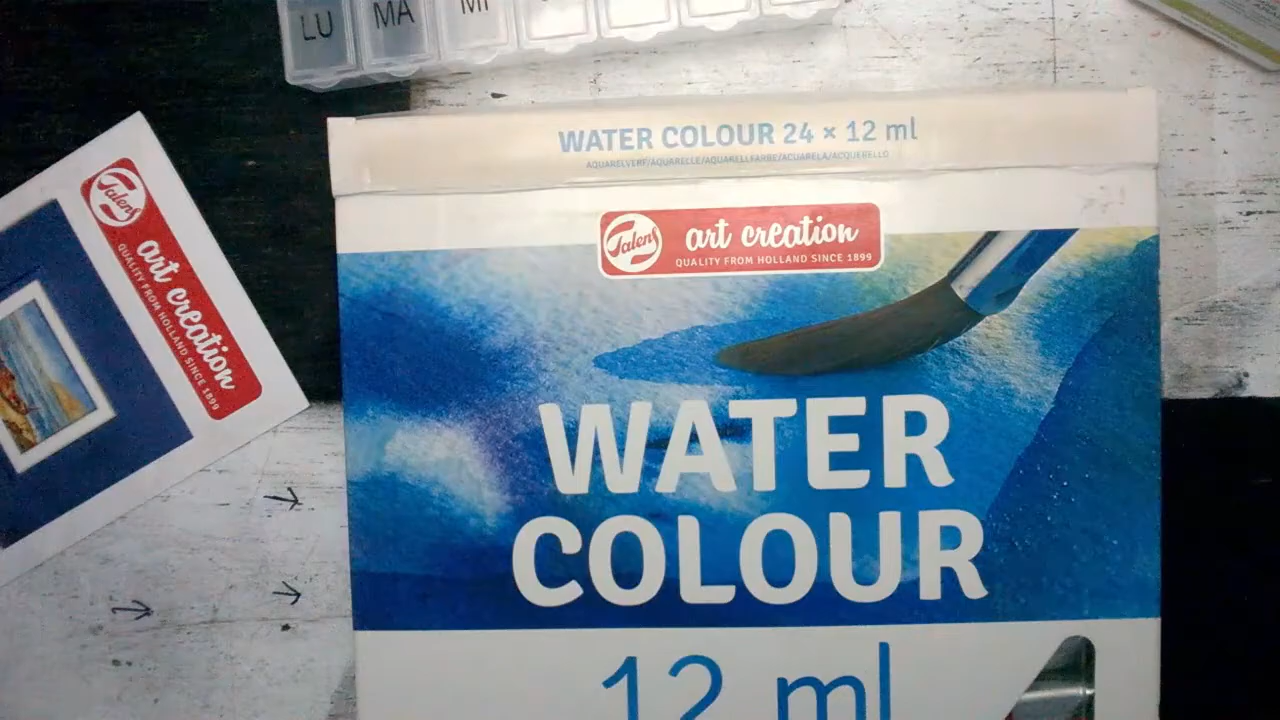 LU MA MI
WATER COLOUR 24 × 12 ml
AQUARELVERF/AQUARELLE/AQUARELLFARBE/ACUARELA/ACQUERELLO
Talens art creation
QUALITY FROM HOLLAND SINCE 1899
Talens art creation
QUALITY FROM HOLLAND SINCE 1899
WATER
COLOUR
12 ml